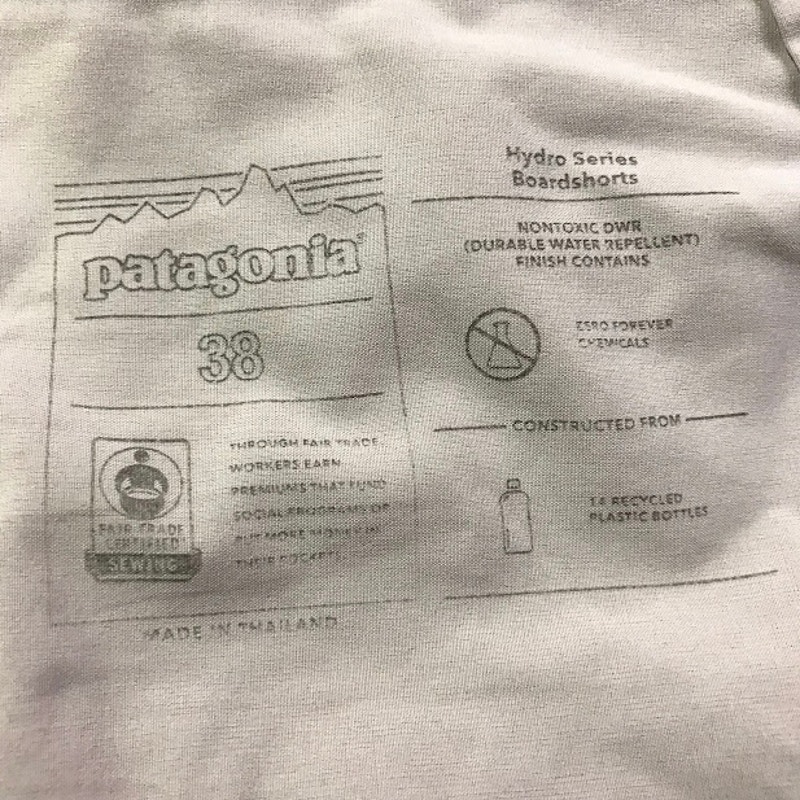 patagonia
38
FAIR TRADE
CERTIFIED
SEWING
THROUGH FAIR TRADE,
WORKERS EARN
PREMIUMS THAT FUND
SOCIAL PROGRAMS OR
PUT MORE MONEY IN
THEIR POCKETS.
MADE IN THAILAND
Hydro Series
Boardshorts
NONTOXIC DWR
(DURABLE WATER REPELLENT)
FINISH CONTAINS
ZERO FOREVER
CHEMICALS
CONSTRUCTED FROM
14 RECYCLED
PLASTIC BOTTLES